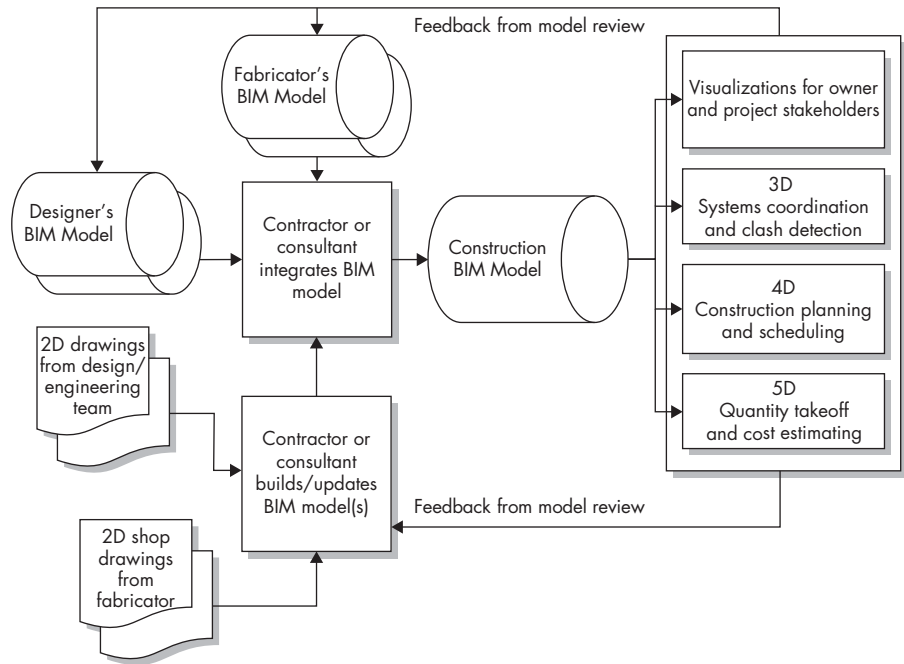 Feedback from model review
Fabricator's
BIM Model
Designer's
BIM Model
Contractor or
consultant
integrates BIM
model
Construction
BIM Model
Visualizations for owner
and project stakeholders
3D
Systems coordination
and clash detection
4D
Construction planning
and scheduling
5D
Quantity takeoff
and cost estimating
2D drawings
from design/
engineering
team
Contractor or
consultant
builds/updates
BIM model(s)
Feedback from model review
2D shop
drawings
from
fabricator